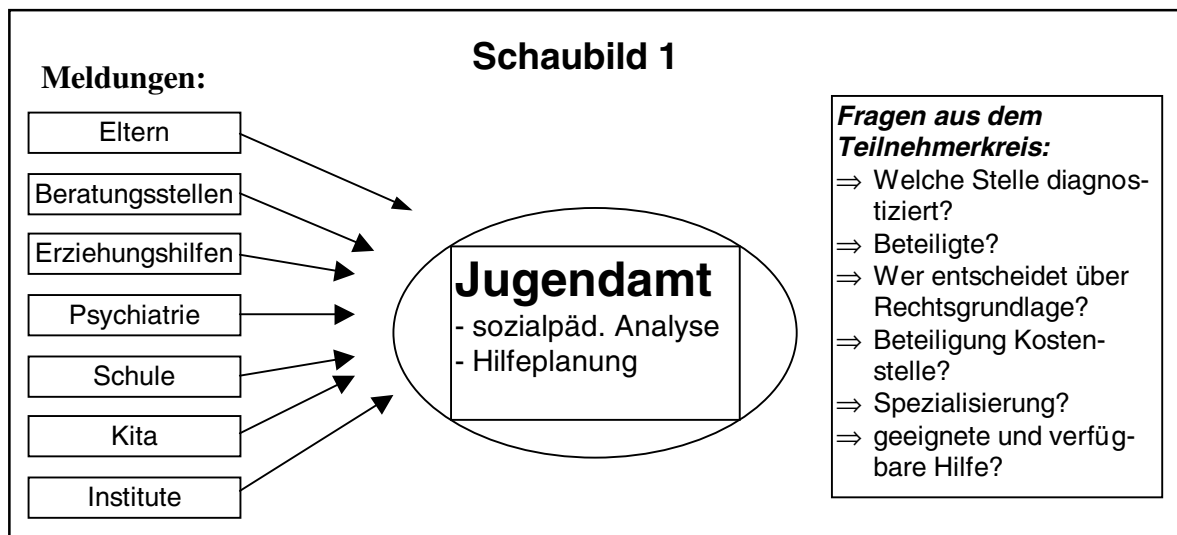 Schaubild 1
Meldungen:
Eltern
Beratungsstellen
Erziehungshilfen
Psychiatrie
Schule
Kita
Institute
Jugendamt
- sozialpäd. Analyse
- Hilfeplanung
Fragen aus dem
Teilnehmerkreis:
⇒ Welche Stelle diagnos-
tiziert?
⇒ Beteiligte?
⇒ Wer entscheidet über
Rechtsgrundlage?
⇒ Beteiligung Kosten-
stelle?
⇒ Spezialisierung?
⇒ geeignete und verfüg-
bare Hilfe?